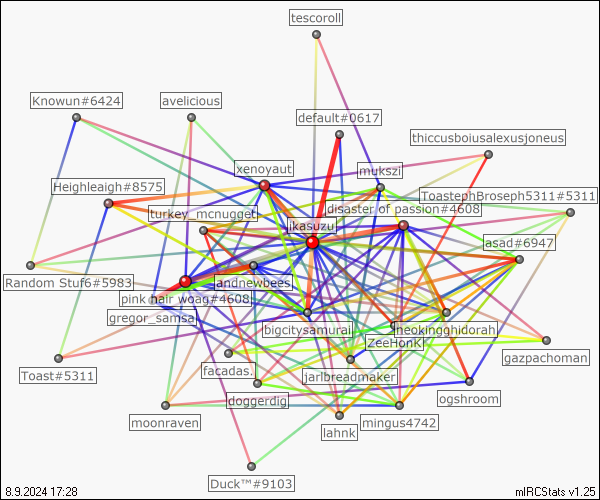 tescoroll
Knowun#6424
avelicious
default#0617
thiccusboiusalexusjoneus
xenoyaut
mukszi
Heighleaigh#8575
ToastephBroseph5311#5311
turkey_mcnugget
disaster of passion#4608
ikasuzu
asad#6947
Random Stuf6#5983
andnewbees
pink hair woag#4608
gregor_samsa
bigcitysamurai
neokingghidorah
ZeeHonK
gazpachoman
Toast#5311
façadas.
jarlbreadmaker
doggerdig
ogshroom
moonraven
lahnk
mingus4742
Duck™#9103
8.9.2024 17:28
mIRCStats v1.25